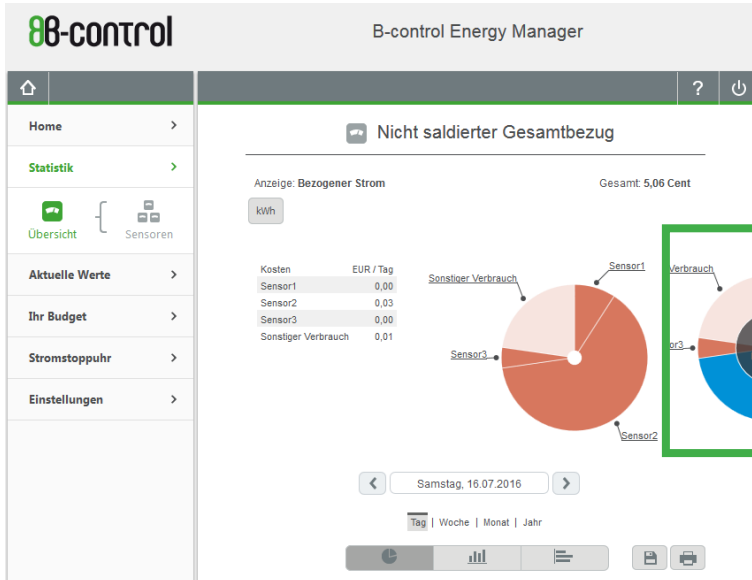 B-control
B-control Energy Manager
?
Home
Statistik
Übersicht
Sensoren
Aktuelle Werte
Ihr Budget
Stromstoppuhr
Einstellungen
Nicht saldierter Gesamtbezug
Anzeige: Bezogener Strom
Gesamt: 5,06 Cent
kWh
Kosten EUR / Tag
Sensor1 0,00
Sensor2 0,03
Sensor3 0,00
Sonstiger Verbrauch 0,01
Sonstiger Verbrauch
Sensor1
Sensor3
Sensor2
Verbrauch
or3
Samstag, 16.07.2016
Tag | Woche | Monat | Jahr